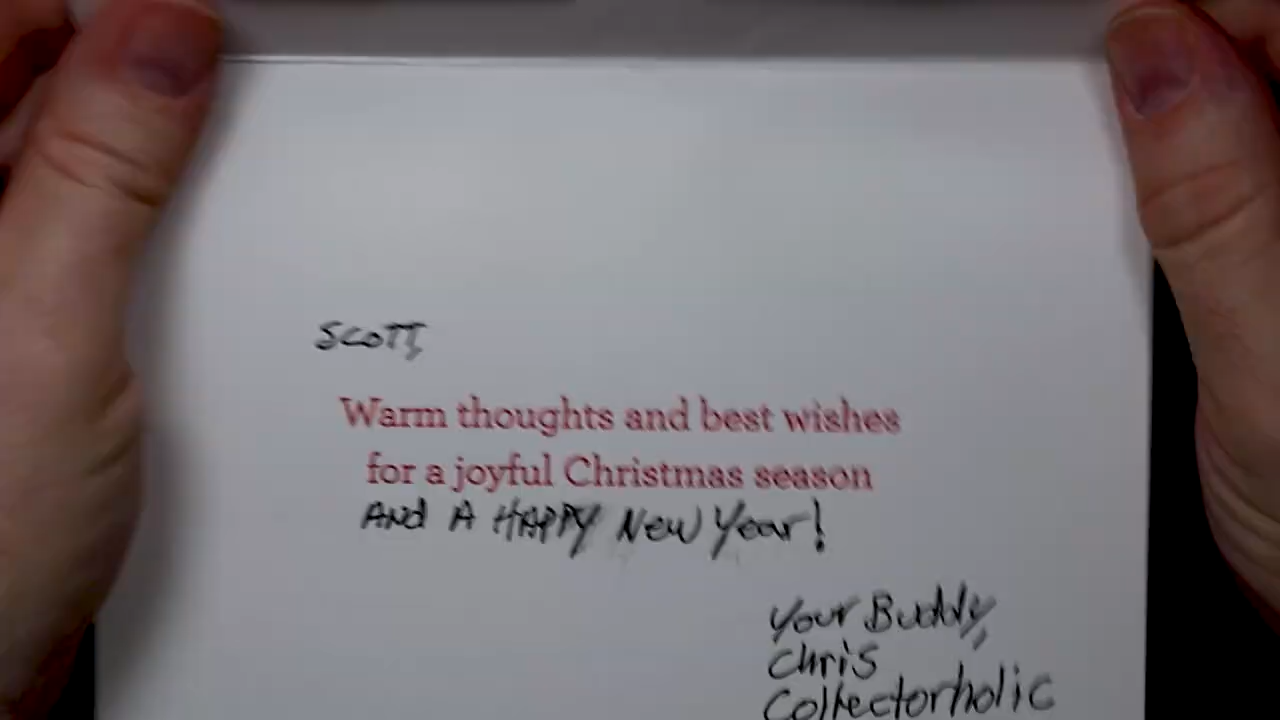 SCOTT,
Warm thoughts and best wishes
for a joyful Christmas season
AND A HAPPY New Year!
Your Buddy,
Chris
Collectorholic